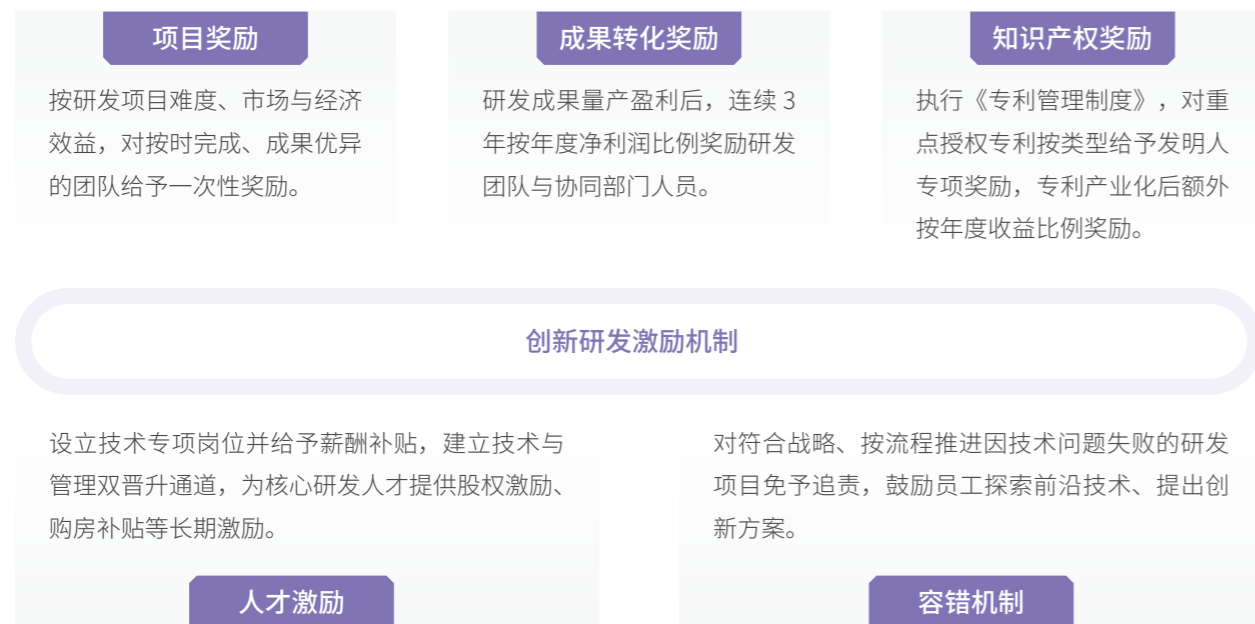 项目奖励
按研发项目难度、市场与经济
效益，对按时完成、成果优异
的团队给予一次性奖励。
成果转化奖励
研发成果量产盈利后，连续 3
年按年度净利润比例奖励研发
团队与协同部门人员。
知识产权奖励
执行《专利管理制度》，对重
点授权专利按类型给予发明人
专项奖励，专利产业化后额外
按年度收益比例奖励。
创新研发激励机制
设立技术专项岗位并给予薪酬补贴，建立技术与
管理双晋升通道，为核心研发人才提供股权激励、
购房补贴等长期激励。
人才激励
对符合战略、按流程推进因技术问题失败的研发
项目免予追责，鼓励员工探索前沿技术、提出创
新方案。
容错机制